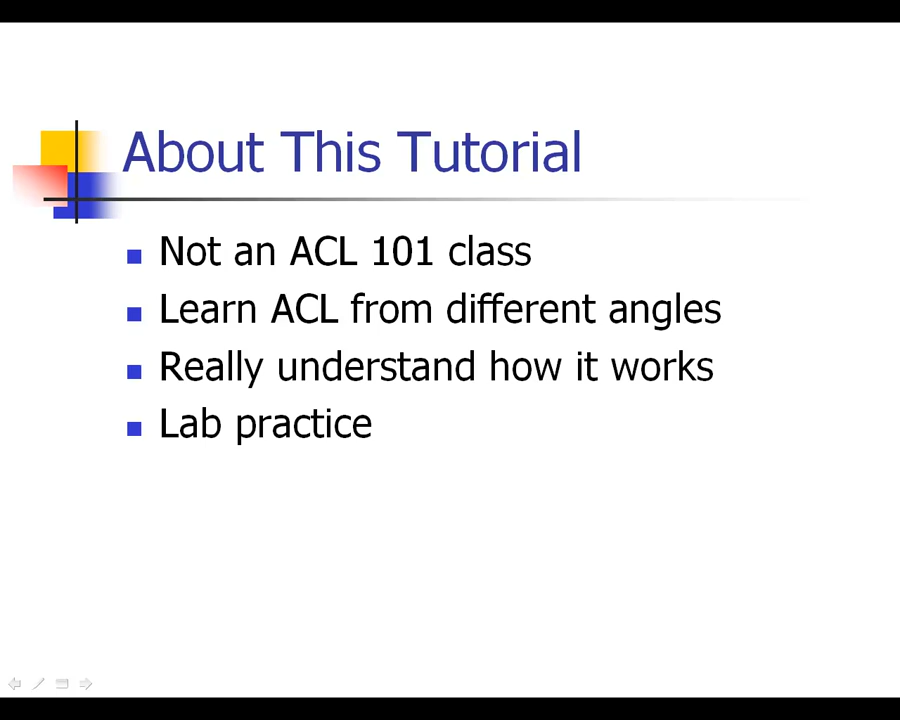 About This Tutorial
Not an ACL 101 class
Learn ACL from different angles
Really understand how it works
Lab practice